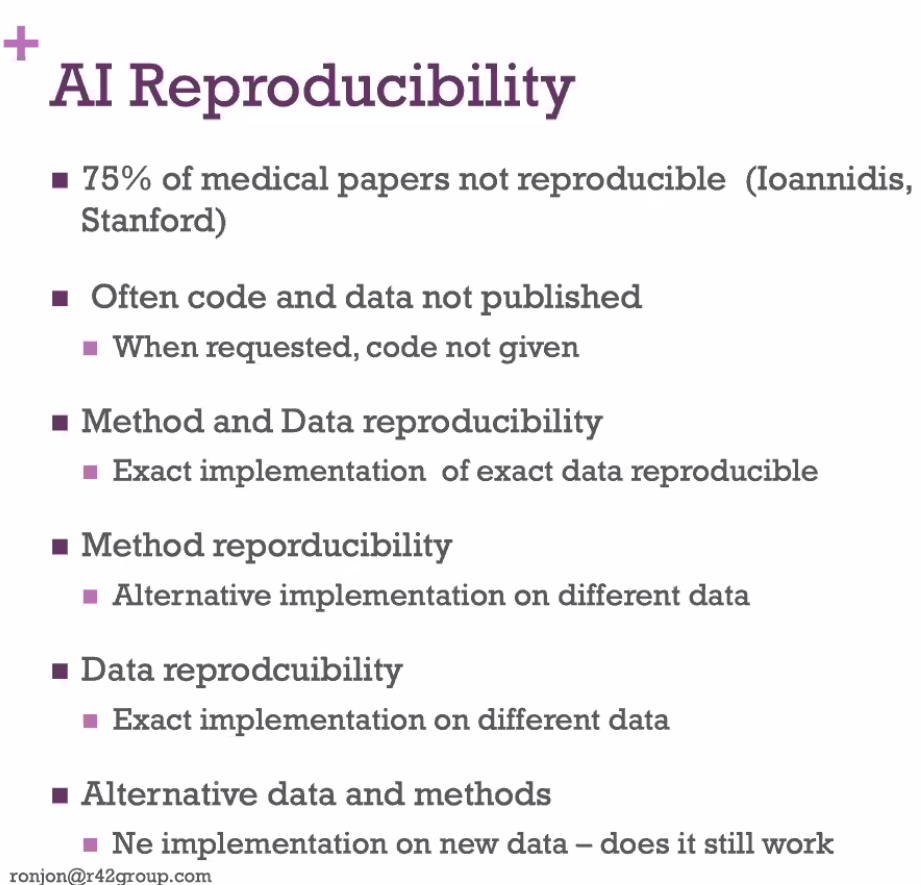 AI Reproducibility
75% of medical papers not reproducible (Ioannidis,
Stanford)
Often code and data not published
When requested, code not given
Method and Data reproducibility
Exact implementation of exact data reproducible
Method reporducibility
Alternative implementation on different data
Data reprodcuibility
Exact implementation on different data
Alternative data and methods
Ne implementation on new data – does it still work
ronjon@r42group.com